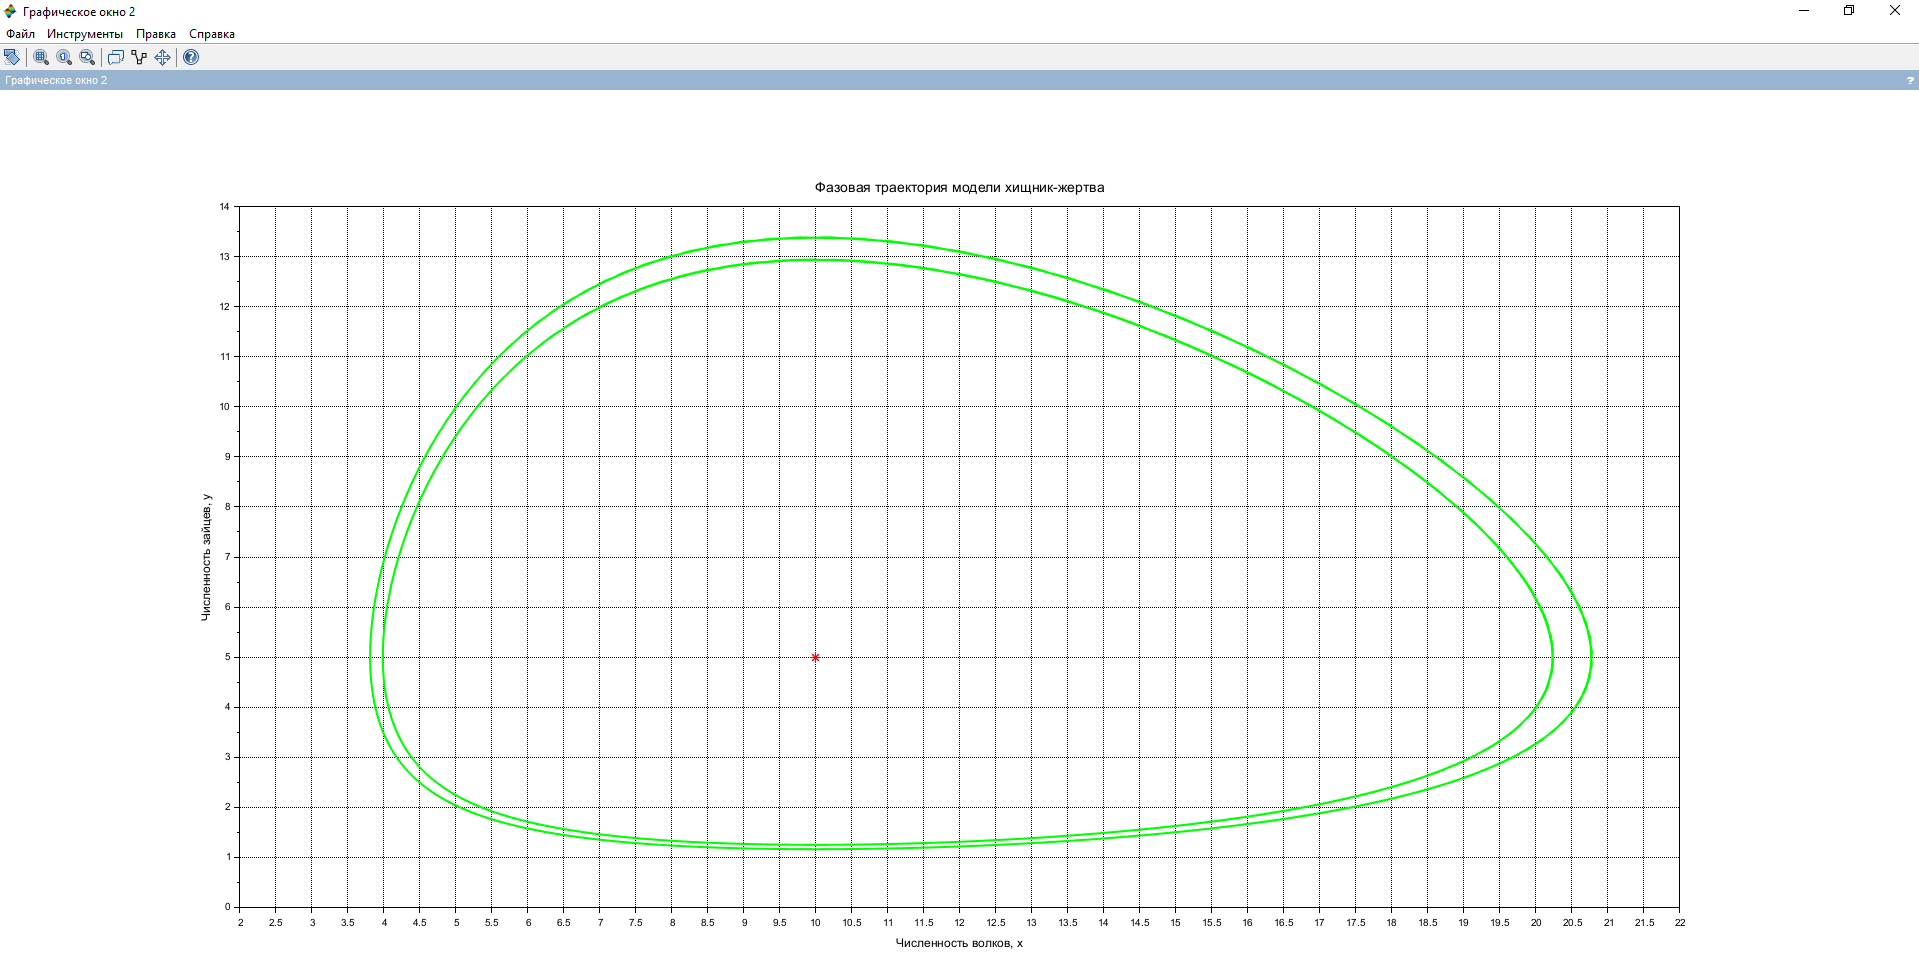 Графическое окно 2
Файл Инструменты Правка Справка
Графическое окно 2 ?
Фазовая траектория модели хищник-жертва
14
13
12
11
10
9
8
7
6
5
4
3
2
1
0
Численность зайцев, y
2 2.5 3 3.5 4 4.5 5 5.5 6 6.5 7 7.5 8 8.5 9 9.5 10 10.5 11 11.5 12 12.5 13 13.5 14 14.5 15 15.5 16 16.5 17 17.5 18 18.5 19 19.5 20 20.5 21 21.5 22
Численность волков, x